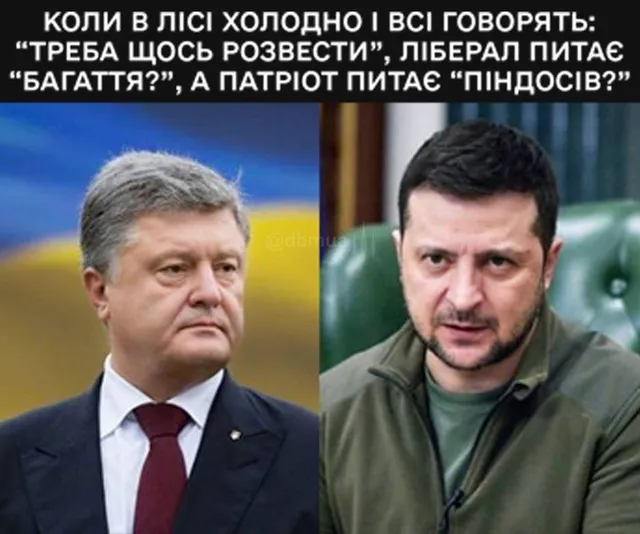 КОЛИ В ЛІСІ ХОЛОДНО І ВСІ ГОВОРЯТЬ:
“ТРЕБА ЩОСЬ РОЗВЕСТИ”, ЛІБЕРАЛ ПИТАЄ
“БАГАТТЯ?”, А ПАТРІОТ ПИТАЄ “ПІНДОСІВ?”